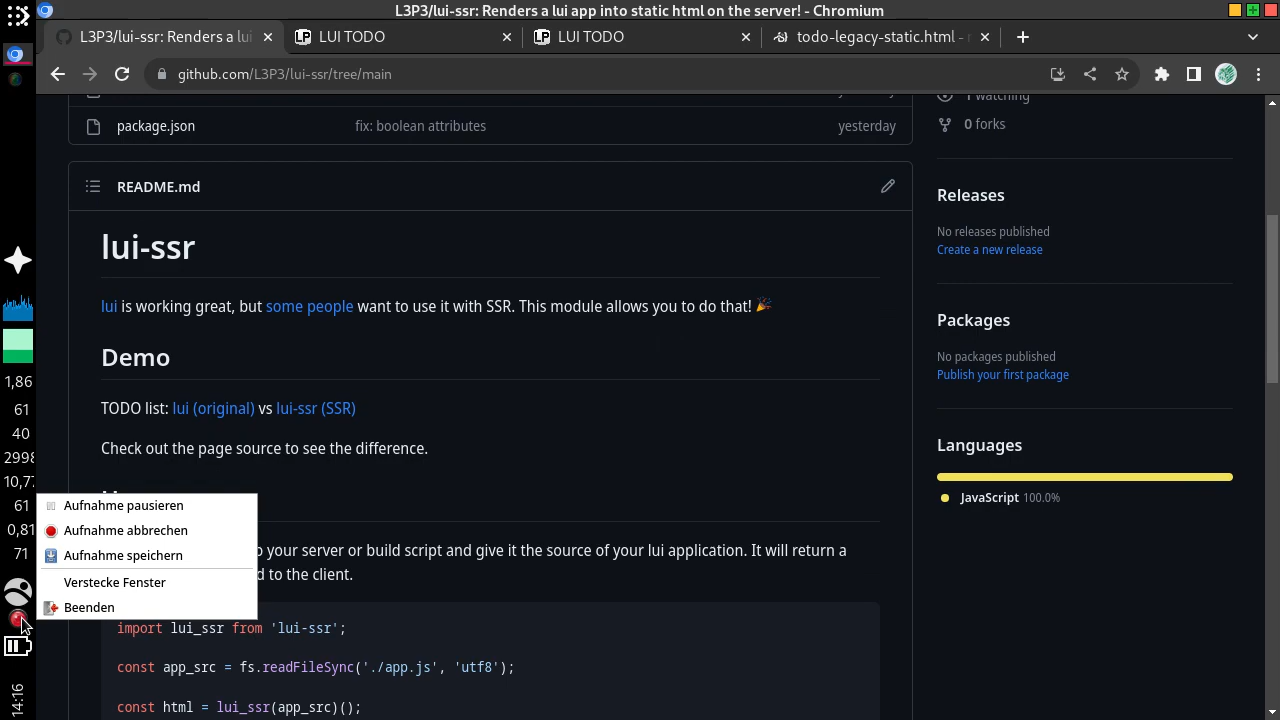 L3P3/lui-ssr: Renders a lui app into static html on the server! - Chromium
L3P3/lui-ssr: Renders a lui
LUI TODO
LUI TODO
todo-legacy-static.html -
github.com/L3P3/lui-ssr/tree/main
1 watching
package.json fix: boolean attributes yesterday
0 forks
README.md
Releases
No releases published
Create a new release
lui-ssr
lui is working great, but some people want to use it with SSR. This module allows you to do that! 🎉
Packages
No packages published
Publish your first package
Demo
TODO list: lui (original) vs lui-ssr (SSR)
Check out the page source to see the difference.
Languages
JavaScript 100.0%
your server or build script and give it the source of your lui application. It will return a
to the client.
import lui_ssr from 'lui-ssr';
const app_src = fs.readFileSync('./app.js', 'utf8');
const html = lui_ssr(app_src)();
Aufnahme pausieren
Aufnahme abbrechen
Aufnahme speichern
Verstecke Fenster
Beenden
1,86
61
40
2998
10,77
61
0,81
71
14:16